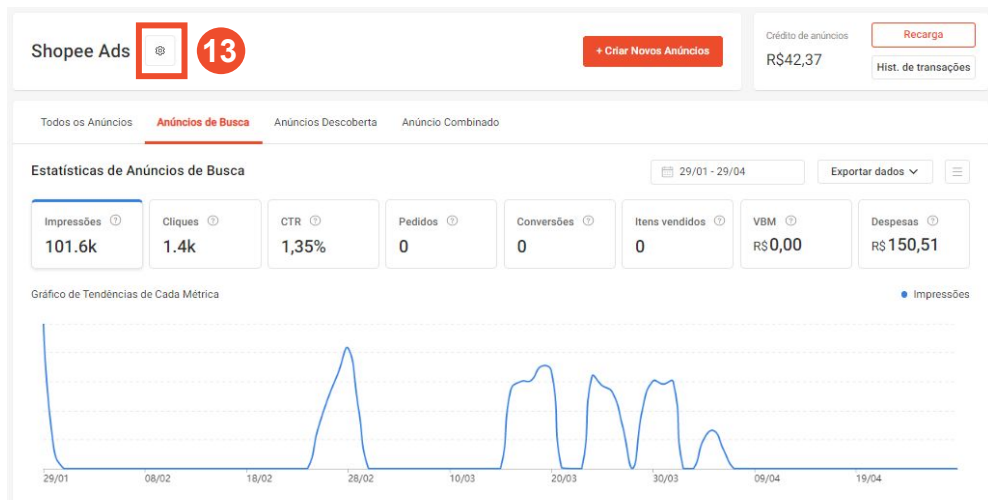 Shopee Ads
13
+ Criar Novos Anúncios
Crédito de anúncios
R$42,37
Recarga
Hist. de transações
Todos os Anúncios
Anúncios de Busca
Anúncios Descoberta
Anúncio Combinado
Estatísticas de Anúncios de Busca
29/01 - 29/04
Exportar dados
Impressões
101.6k
Cliques
1.4k
CTR
1,35%
Pedidos
0
Conversões
0
Itens vendidos
0
VBM
R$0,00
Despesas
R$150,51
Gráfico de Tendências de Cada Métrica
Impressões
29/01
08/02
18/02
28/02
10/03
20/03
30/03
09/04
19/04